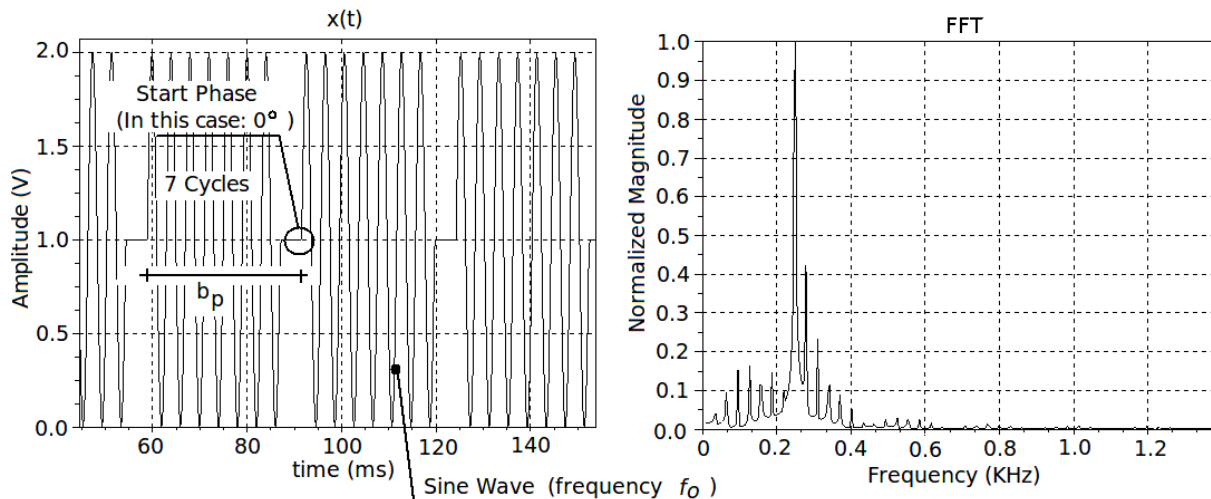 x(t)
Amplitude (V)
2.0
1.5
1.0
0.5
0.0
Start Phase
(In this case: 0° )
7 Cycles
b_p
60
80
100
120
140
time (ms)
Sine Wave (frequency f_o )
FFT
Normalized Magnitude
1.0
0.9
0.8
0.7
0.6
0.5
0.4
0.3
0.2
0.1
0.0
0
0.2
0.4
0.6
0.8
1.0
1.2
Frequency (KHz)